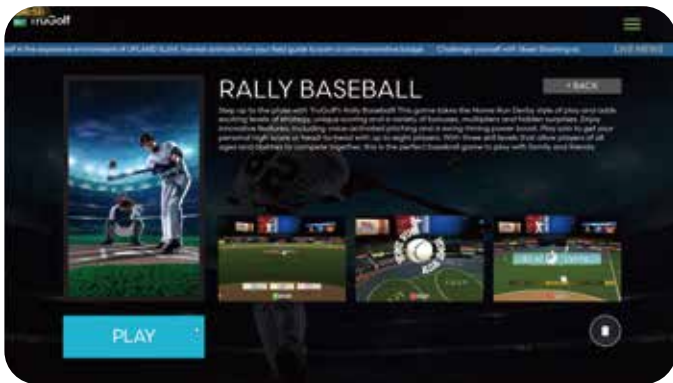 TruGolf
LIVE NEWS
RALLY BASEBALL
< BACK
Step up to the plate with TruGolf's Rally Baseball! This game takes the Home Run Derby style of play and adds
exciting levels of strategy, unique scoring and a variety of bonuses, multipliers and hidden surprises. Enjoy
innovative features, including voice-activated pitching and a swing-timing power boost. Play solo to get your
personal high score or head-to-head with up to eight players. With three skill levels that allow players of all
ages and abilities to compete together, this is the perfect baseball game to play with family and friends.
PLAY